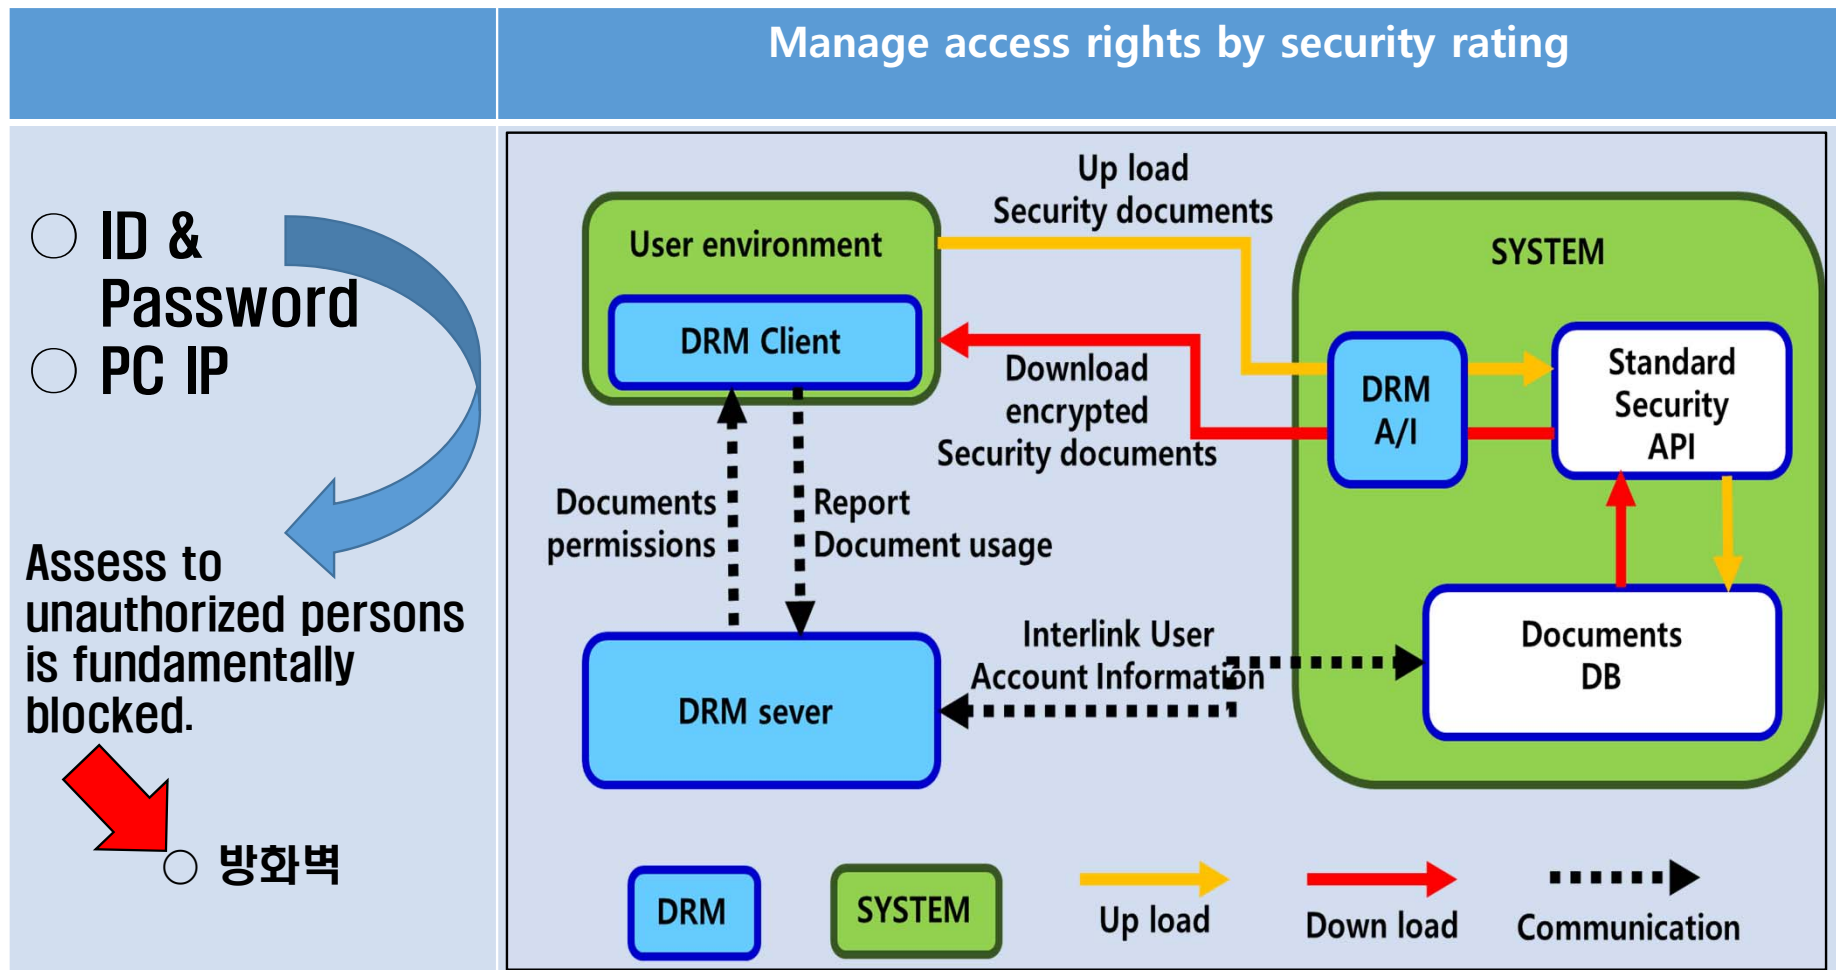 Manage access rights by security rating
○ ID &
Password
○ PC IP
Assess to
unauthorized persons
is fundamentally
blocked.
○ 방화벽
Up load
Security documents
User environment
DRM Client
SYSTEM
Download
encrypted
Security documents
DRM
A/I
Standard
Security
API
Documents
permissions
Report
Document usage
Interlink User
Account Information
DRM sever
Documents
DB
DRM
SYSTEM
Up load
Down load
Communication